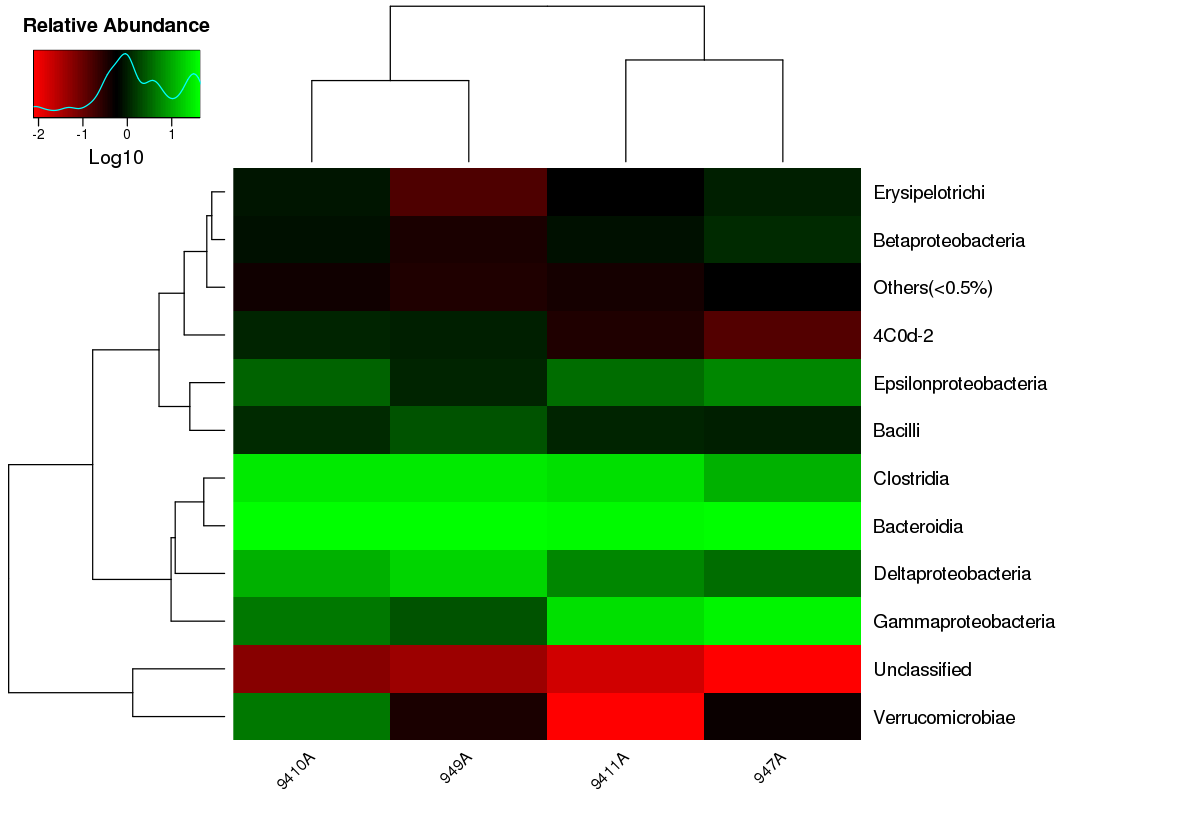 Relative Abundance
-2 -1 0 1
Log10
Erysipelotrichi
Betaproteobacteria
Others(<0.5%)
4C0d-2
Epsilonproteobacteria
Bacilli
Clostridia
Bacteroidia
Deltaproteobacteria
Gammaproteobacteria
Unclassified
Verrucomicrobiae
9410A 949A 9411A 947A